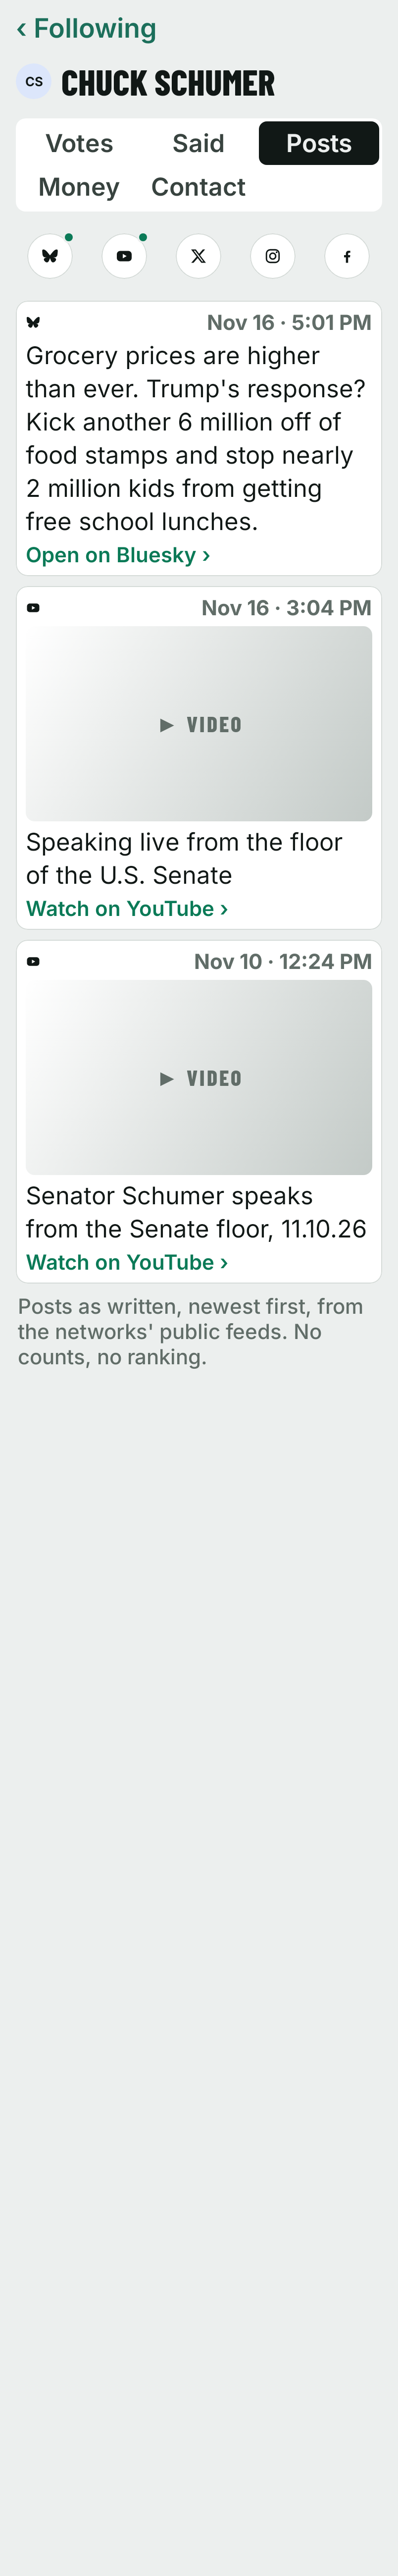 ‹ Following
CS CHUCK SCHUMER
Votes Said Posts
Money Contact
Nov 16 · 5:01 PM
Grocery prices are higher
than ever. Trump's response?
Kick another 6 million off of
food stamps and stop nearly
2 million kids from getting
free school lunches.
Open on Bluesky ›
Nov 16 · 3:04 PM
▶ VIDEO
Speaking live from the floor
of the U.S. Senate
Watch on YouTube ›
Nov 10 · 12:24 PM
▶ VIDEO
Senator Schumer speaks
from the Senate floor, 11.10.26
Watch on YouTube ›
Posts as written, newest first, from
the networks' public feeds. No
counts, no ranking.